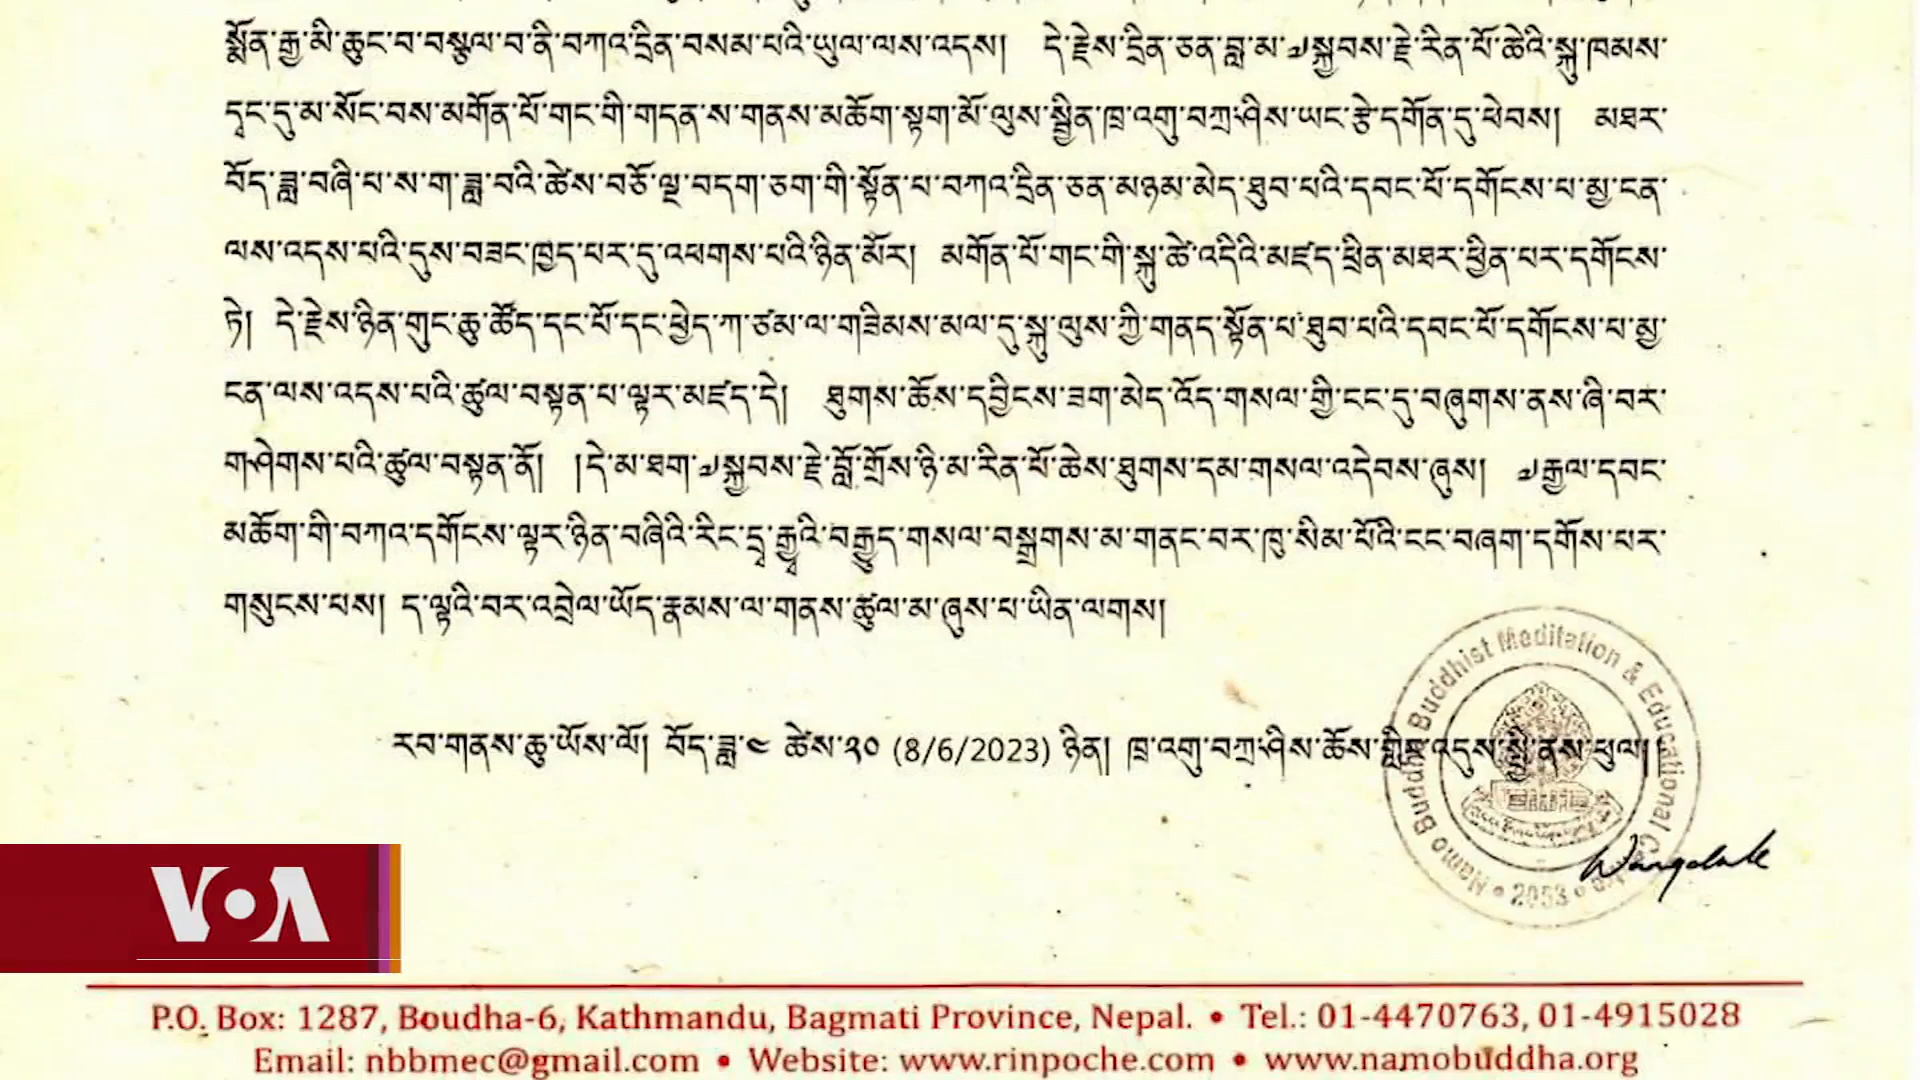 སྨོན་རྒྱ་མི་ཆུང་བ་བསྩལ་བ་ནི་བཀའ་དྲིན་བསམ་པའི་ཡུལ་ལས་འདས། དེ་རྗེས་དྲིན་ཅན་བླ་མ་༧སྐྱབས་རྗེ་རིན་པོ་ཆེའི་སྐུ་ཁམས་
དྭང་དུ་མ་སོང་བས་མགོན་པོ་གང་གི་གདན་ས་གནས་མཆོག་སྟག་མོ་ལུས་སྦྱིན་ཁྲ་འགུ་བཀྲ་ཤིས་ཡང་རྩེ་དགོན་དུ་ཕེབས། མཐར་
བོད་ཟླ་བཞི་པ་ས་ག་ཟླ་བའི་ཚེས་བཅོ་ལྔ་བདག་ཅག་གི་སྟོན་པ་བཀའ་དྲིན་ཅན་མཉམ་མེད་ཐུབ་པའི་དབང་པོ་དགོངས་པ་མྱ་ངན་
ལས་འདས་པའི་དུས་བཟང་ཁྱད་པར་དུ་འཕགས་པའི་ཉིན་མོར། མགོན་པོ་གང་གི་སྐུ་ཚེ་འདིའི་མཛད་ཕྲིན་མཐར་ཕྱིན་པར་དགོངས་
ཏེ། དེ་རྗེས་ཉིན་གུང་ཆུ་ཚོད་དང་པོ་དང་ཕྱེད་ཀ་ཙམ་ལ་གཟིམས་མལ་དུ་སྐུ་ལུས་ཀྱི་གནད་སྟོན་པ་ཐུབ་པའི་དབང་པོ་དགོངས་པ་མྱ་
ངན་ལས་འདས་པའི་ཚུལ་བསྟན་པ་ལྟར་མཛད་དེ། ཐུགས་ཆོས་དབྱིངས་ཟག་མེད་འོད་གསལ་གྱི་ངང་དུ་བཞུགས་ནས་ཞི་བར་
གཤེགས་པའི་ཚུལ་བསྟན་ནོ། །དེ་མ་ཐག་༧སྐྱབས་རྗེ་བློ་གྲོས་ཉི་མ་རིན་པོ་ཆེས་ཐུགས་དམ་གསལ་འདེབས་ཞུས། ༧རྒྱལ་དབང་
མཆོག་གི་བཀའ་དགོངས་ལྟར་ཉིན་བཞིའི་རིང་དྲྭ་རྒྱྭའི་བརྒྱུད་གསལ་བསྒྲགས་མ་གནང་བར་ཁུ་སིམ་པོའི་ངང་བཞག་དགོས་པར་
གསུངས་པས། ད་ལྟའི་བར་འབྲེལ་ཡོད་རྣམས་ལ་གནས་ཚུལ་མ་ཞུས་པ་ཡིན་ལགས།
རབ་གནས་ཆུ་ཡོས་ལོ། བོད་ཟླ་༤ ཚེས་༢༠ (8/6/2023) ཉིན། ཁྲ་འགུ་བཀྲ་ཤིས་ཆོས་གླིང་འདུས་སྤྱི་ནས་ཕུལ།།
Namo Buddha Buddhist Meditation & Educational
2053
VOA
P.O. Box: 1287, Boudha-6, Kathmandu, Bagmati Province, Nepal. • Tel.: 01-4470763, 01-4915028
Email: nbbmec@gmail.com • Website: www.rinpoche.com • www.namobuddha.org